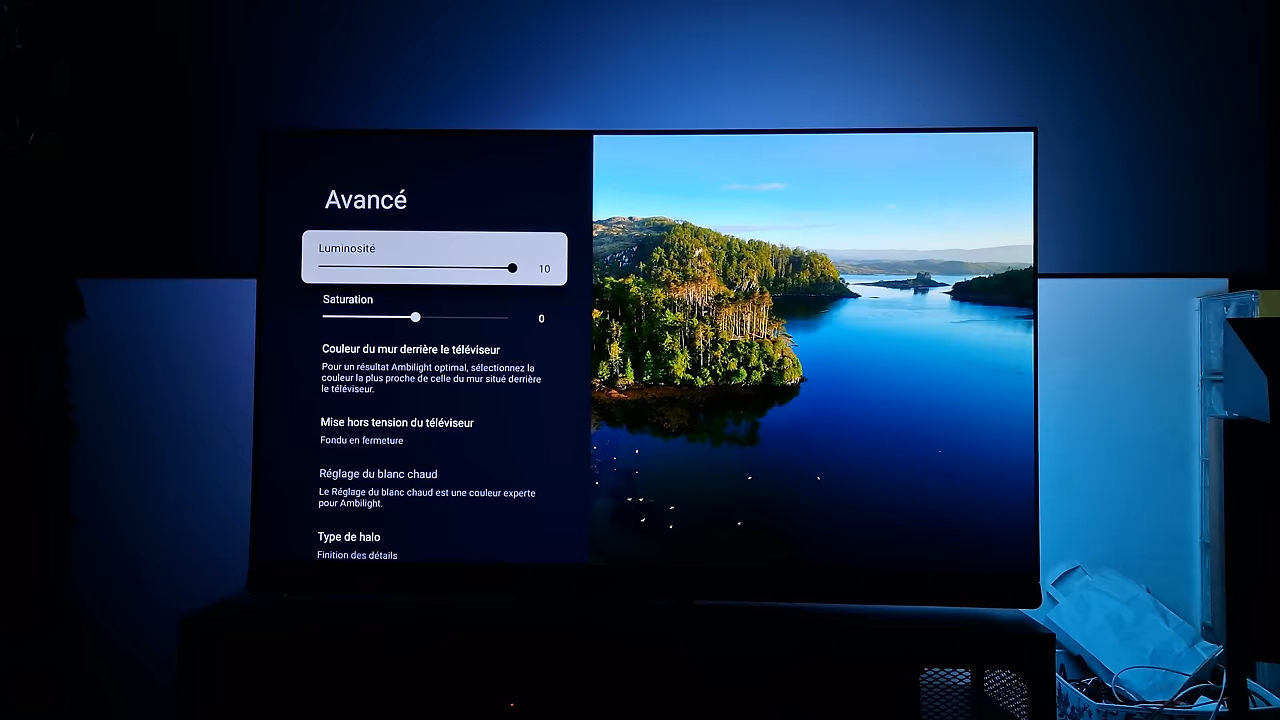 Avancé
Luminosité
10
Saturation
0
Couleur du mur derrière le téléviseur
Pour un résultat Ambilight optimal, sélectionnez la
couleur la plus proche de celle du mur situé derrière
le téléviseur.
Mise hors tension du téléviseur
Fondu en fermeture
Réglage du blanc chaud
Le Réglage du blanc chaud est une couleur experte
pour Ambilight.
Type de halo
Finition des détails